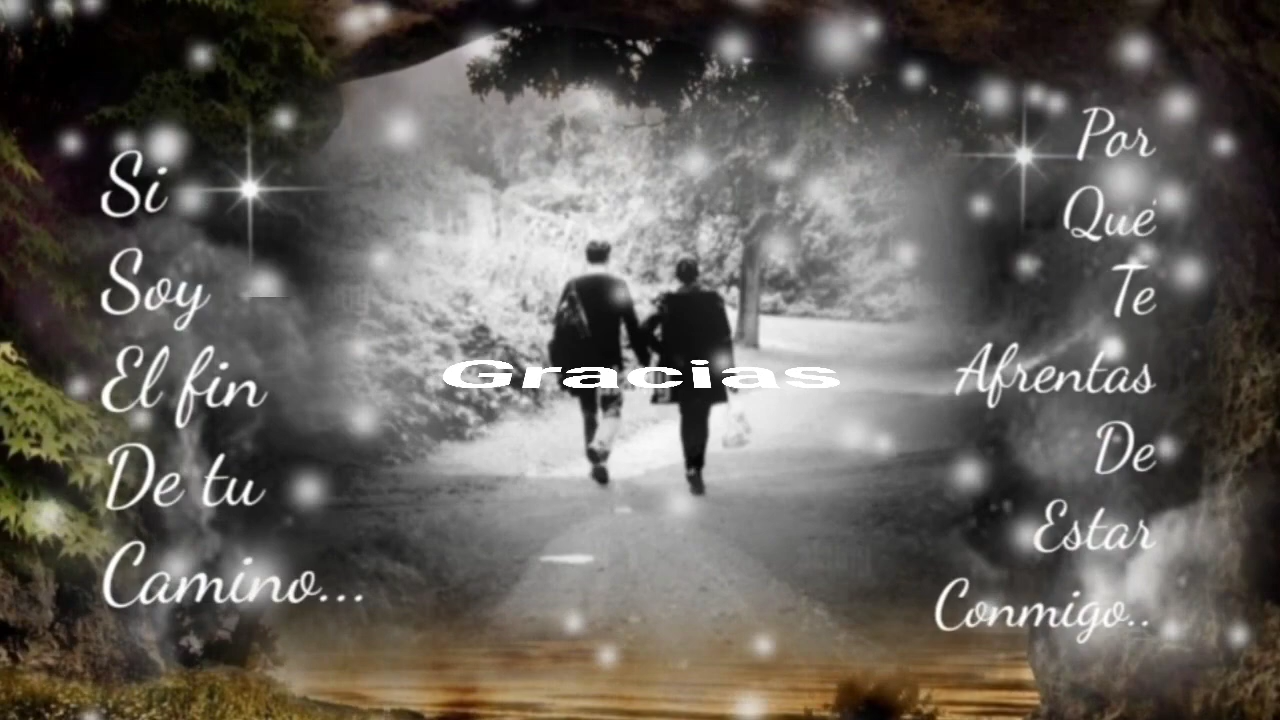 Si
Soy
El fin
De tu
Camino...
Gracias
Por
Qué
Te
Afrentas
De
Estar
Conmigo..